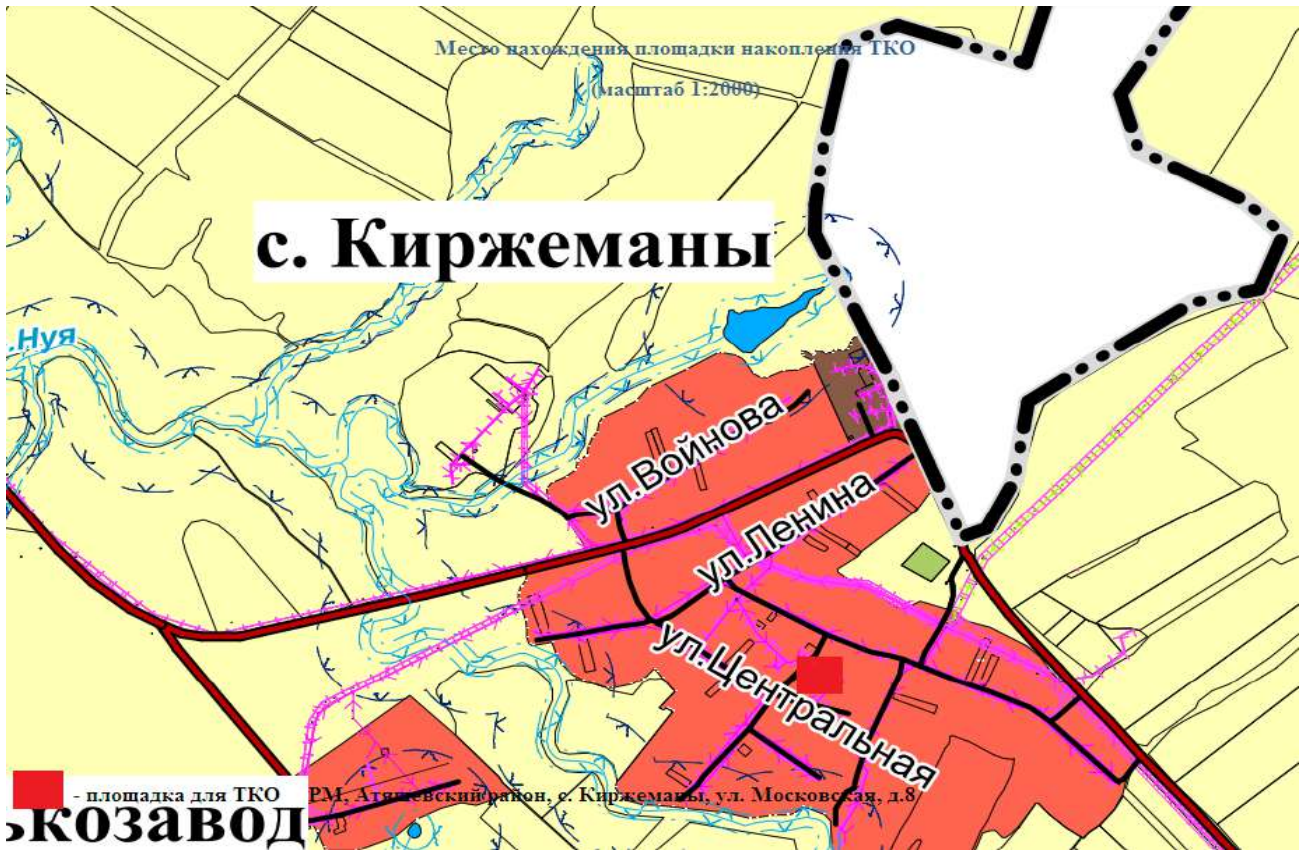 Место нахождения площадки накопления ТКО
(масштаб 1:2000)
с. Киржеманы
.Нуя
ул.Войнова
ул.Ленина
ул.Центральная
- площадка для ТКО РМ, Атяшевский район, с. Киржеманы, ул. Московская, д.8
ькозавод